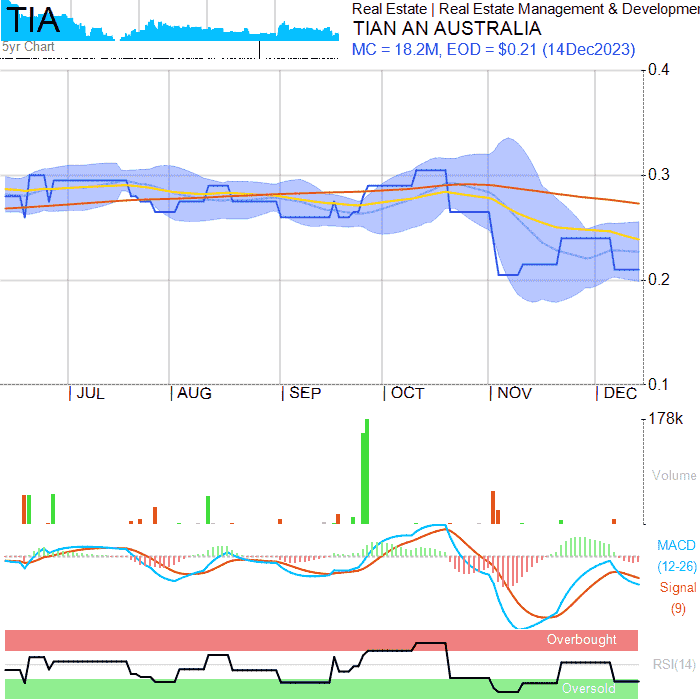 TIA
5yr Chart
Real Estate | Real Estate Management & Developmen
TIAN AN AUSTRALIA
MC = 18.2M, EOD = $0.21 (14Dec2023)
0.4
0.3
0.2
0.1
| JUL | AUG | SEP | OCT | NOV | DEC
178k
Volume
MACD
(12-26)
Signal
(9)
Overbought
RSI(14)
Oversold